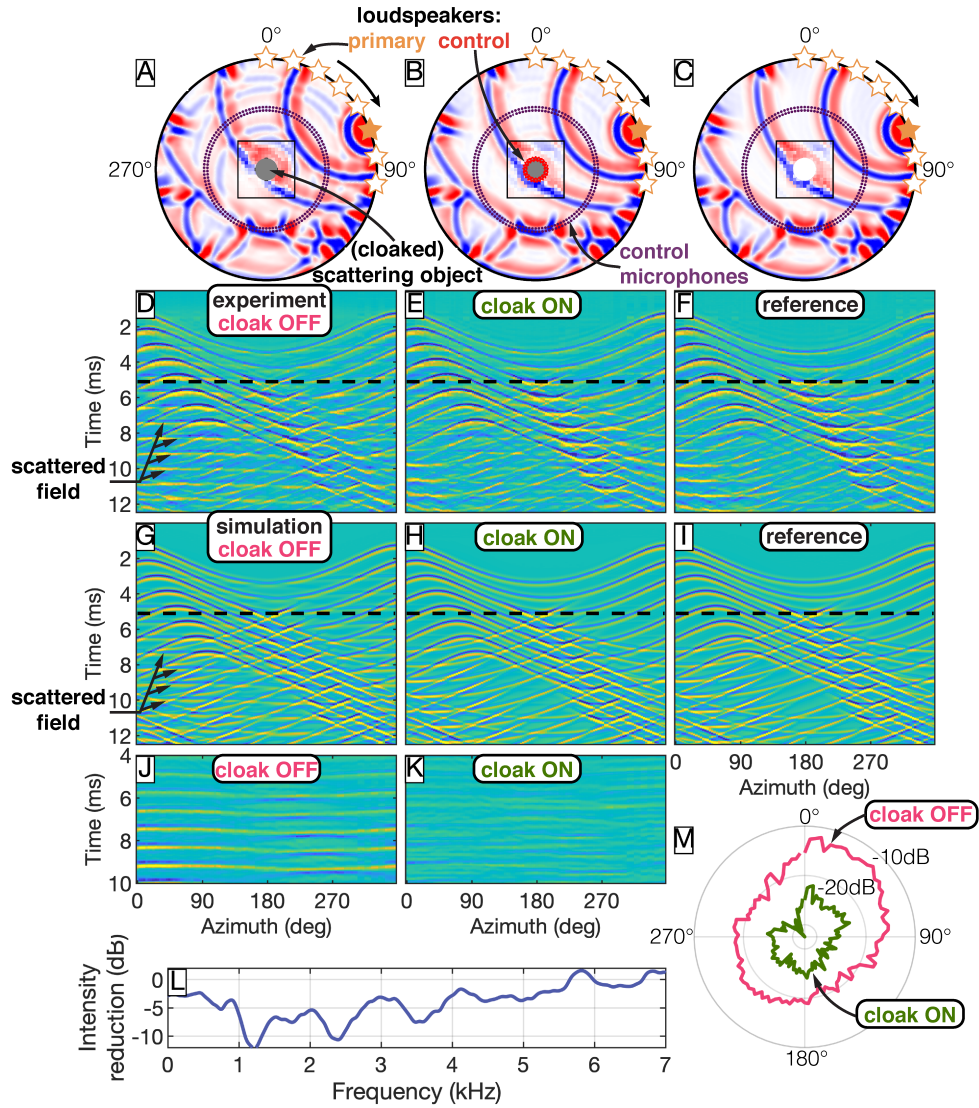 loudspeakers:
primary control
0° 0° 0°
A B C
270° 90° 90° 90°
(cloaked)
scattering object
control
microphones
D experiment
cloak OFF
E cloak ON
F reference
Time (ms)
2
4
6
8
10
12
scattered
field
G simulation
cloak OFF
H cloak ON
I reference
Time (ms)
2
4
6
8
10
12
scattered
field
J cloak OFF
K cloak ON
Time (ms)
4
6
8
10
0 90 180 270
Azimuth (deg)
0 90 180 270
Azimuth (deg)
0 90 180 270
Azimuth (deg)
M
0°
cloak OFF
-10dB
-20dB
270° 90°
cloak ON
180°
L
Intensity
reduction (dB)
0
-5
-10
0 1 2 3 4 5 6 7
Frequency (kHz)